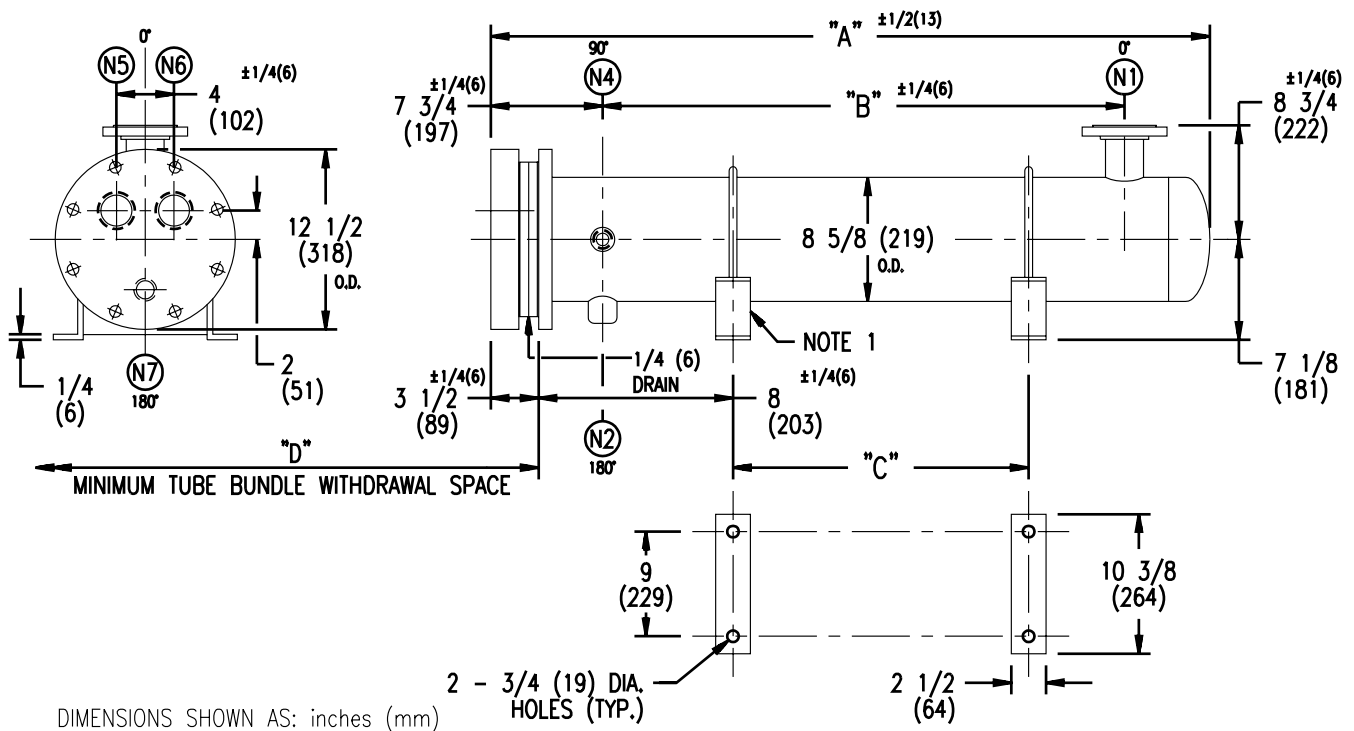 0°
N5
N6
±1/4(6)
4
(102)
12 1/2
(318)
O.D.
2
(51)
1/4
(6)
N7
180°
"A" ±1/2(13)
90°
N4
0°
N1
±1/4(6)
7 3/4
(197)
"B" ±1/4(6)
±1/4(6)
8 3/4
(222)
8 5/8 (219)
O.D.
NOTE 1
7 1/8
(181)
1/4 (6)
DRAIN
±1/4(6)
3 1/2
(89)
±1/4(6)
8
(203)
N2
180°
"D"
MINIMUM TUBE BUNDLE WITHDRAWAL SPACE
"C"
9
(229)
10 3/8
(264)
2 - 3/4 (19) DIA.
HOLES (TYP.)
2 1/2
(64)
DIMENSIONS SHOWN AS: inches (mm)